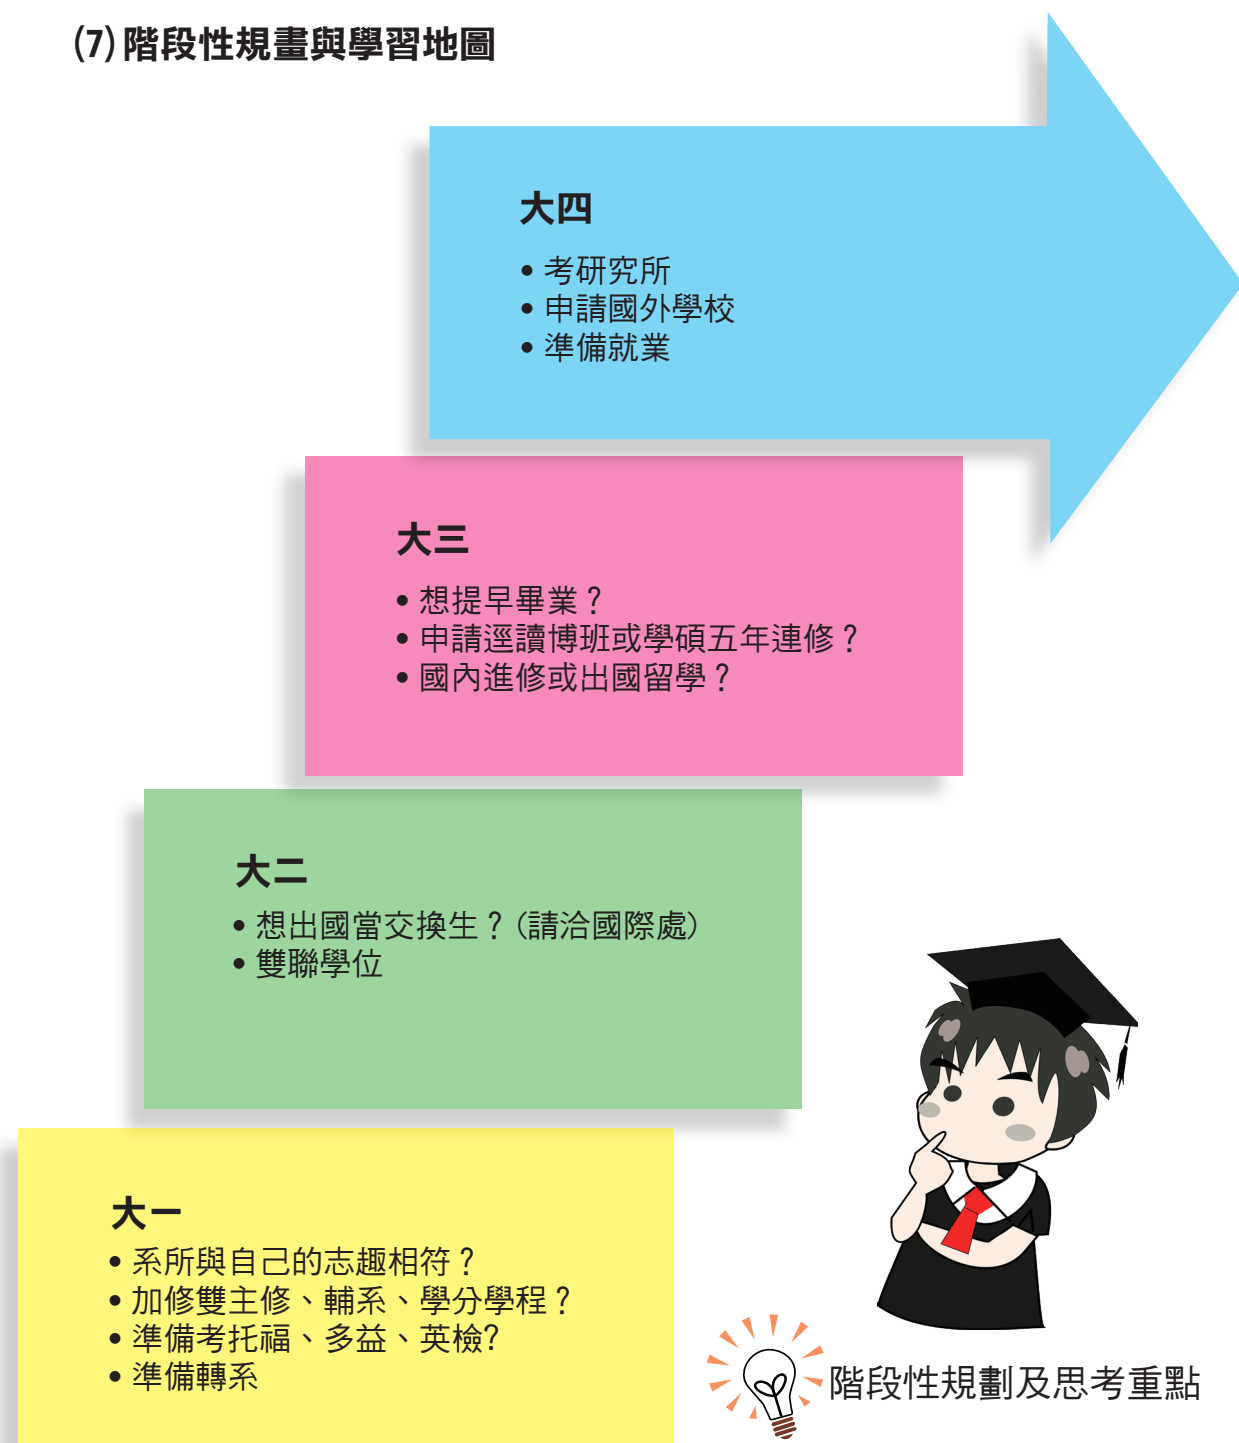 (7) 階段性規畫與學習地圖
大四
• 考研究所
• 申請國外學校
• 準備就業
大三
• 想提早畢業？
• 申請逕讀博班或學碩五年連修？
• 國內進修或出國留學？
大二
• 想出國當交換生？（請洽國際處）
• 雙聯學位
大一
• 系所與自己的志趣相符？
• 加修雙主修、輔系、學分學程？
• 準備考托福、多益、英檢?
• 準備轉系
階段性規劃及思考重點